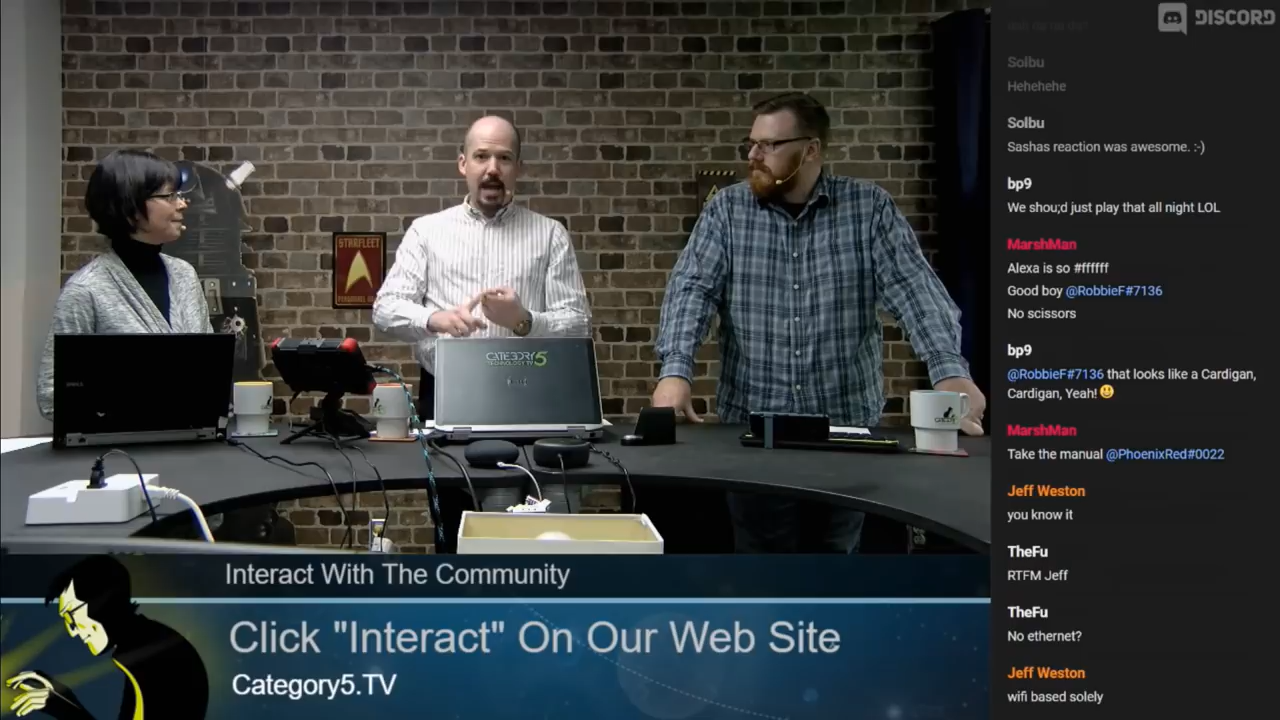 DISCORD
Solbu
Hehehehe
Solbu
Sashas reaction was awesome. :-)
bp9
We shou;d just play that all night LOL
MarshMan
Alexa is so #ffffff
Good boy @RobbieF#7136
No scissors
bp9
@RobbieF#7136 that looks like a Cardigan,
Cardigan, Yeah! 😃
MarshMan
Take the manual @PhoenixRed#0022
Jeff Weston
you know it
TheFu
RTFM Jeff
TheFu
No ethernet?
Jeff Weston
wifi based solely
STARFLEET
CATEGORY5
TECHNOLOGY TV
DELL
Interact With The Community
Click "Interact" On Our Web Site
Category5.TV